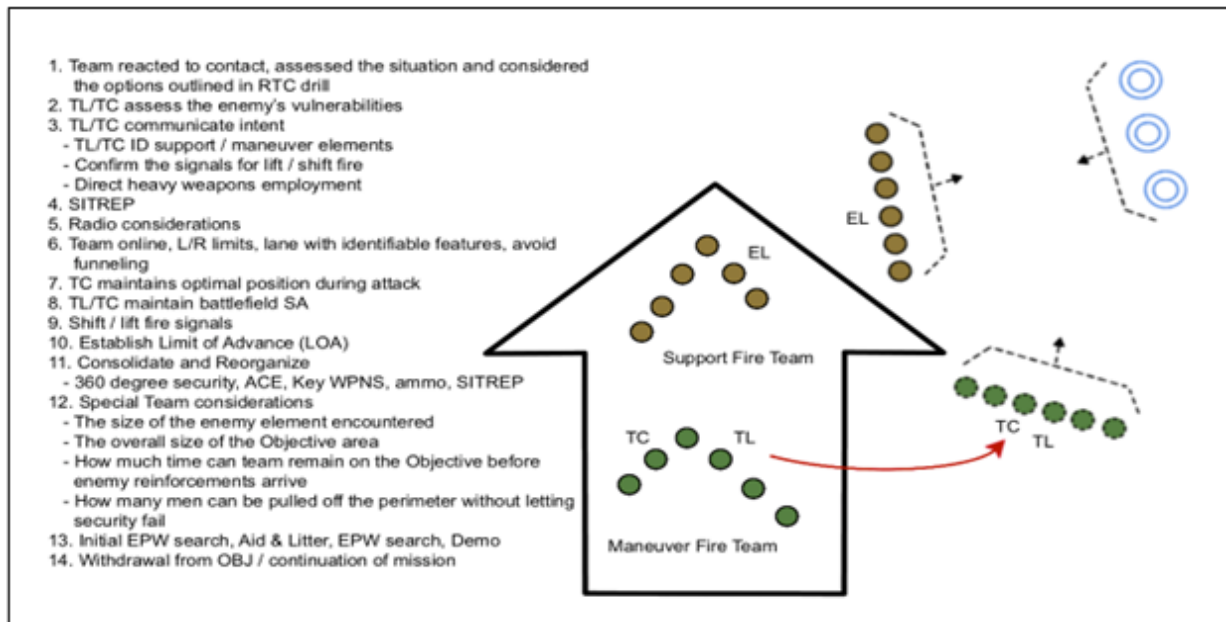 1. Team reacted to contact, assessed the situation and considered
the options outlined in RTC drill
2. TL/TC assess the enemy's vulnerabilities
3. TL/TC communicate intent
- TL/TC ID support / maneuver elements
- Confirm the signals for lift / shift fire
- Direct heavy weapons employment
4. SITREP
5. Radio considerations
6. Team online, L/R limits, lane with identifiable features, avoid
funneling
7. TC maintains optimal position during attack
8. TL/TC maintain battlefield SA
9. Shift / lift fire signals
10. Establish Limit of Advance (LOA)
11. Consolidate and Reorganize
- 360 degree security, ACE, Key WPNS, ammo, SITREP
12. Special Team considerations
- The size of the enemy element encountered
- The overall size of the Objective area
- How much time can team remain on the Objective before
enemy reinforcements arrive
- How many men can be pulled off the perimeter without letting
security fail
13. Initial EPW search, Aid & Litter, EPW search, Demo
14. Withdrawal from OBJ / continuation of mission
EL
EL
Support Fire Team
TC
TL
Maneuver Fire Team
TC
TL